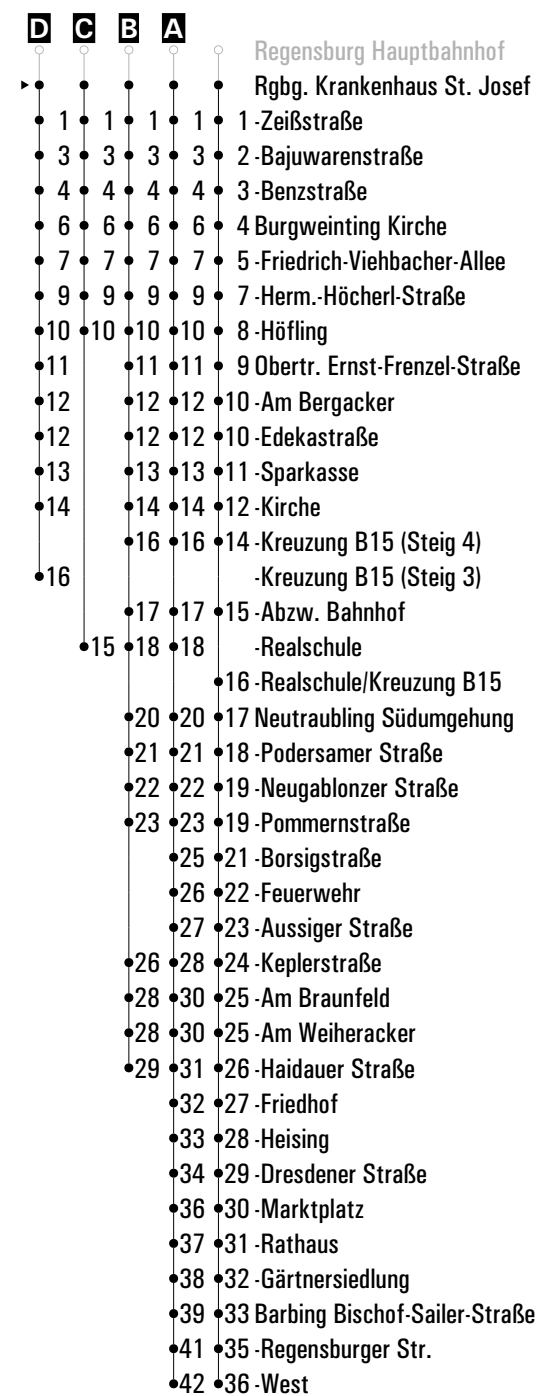 D C B A
Regensburg Hauptbahnhof
Rgbg. Krankenhaus St. Josef
1 1 1 1 1 -Zeißstraße
3 3 3 3 2 -Bajuwarenstraße
4 4 4 4 3 -Benzstraße
6 6 6 6 4 Burgweinting Kirche
7 7 7 7 5 -Friedrich-Viehbacher-Allee
9 9 9 9 7 -Herm.-Höcherl-Straße
10 10 10 10 8 -Höfling
11 11 11 9 Obertr. Ernst-Frenzel-Straße
12 12 12 10 -Am Bergacker
12 12 12 10 -Edekastraße
13 13 13 11 -Sparkasse
14 14 14 12 -Kirche
16 16 14 -Kreuzung B15 (Steig 4)
16 -Kreuzung B15 (Steig 3)
17 17 15 -Abzw. Bahnhof
15 18 18 -Realschule
16 -Realschule/Kreuzung B15
20 20 17 Neutraubling Südumgehung
21 21 18 -Podersamer Straße
22 22 19 -Neugablonzer Straße
23 23 19 -Pommernstraße
25 21 -Borsigstraße
26 22 -Feuerwehr
27 23 -Aussiger Straße
26 28 24 -Keplerstraße
28 30 25 -Am Braunfeld
28 30 25 -Am Weiheracker
29 31 26 -Haidauer Straße
32 27 -Friedhof
33 28 -Heising
34 29 -Dresdener Straße
36 30 -Marktplatz
37 31 -Rathaus
38 32 -Gärtnersiedlung
39 33 Barbing Bischof-Sailer-Straße
41 35 -Regensburger Str.
42 36 -West